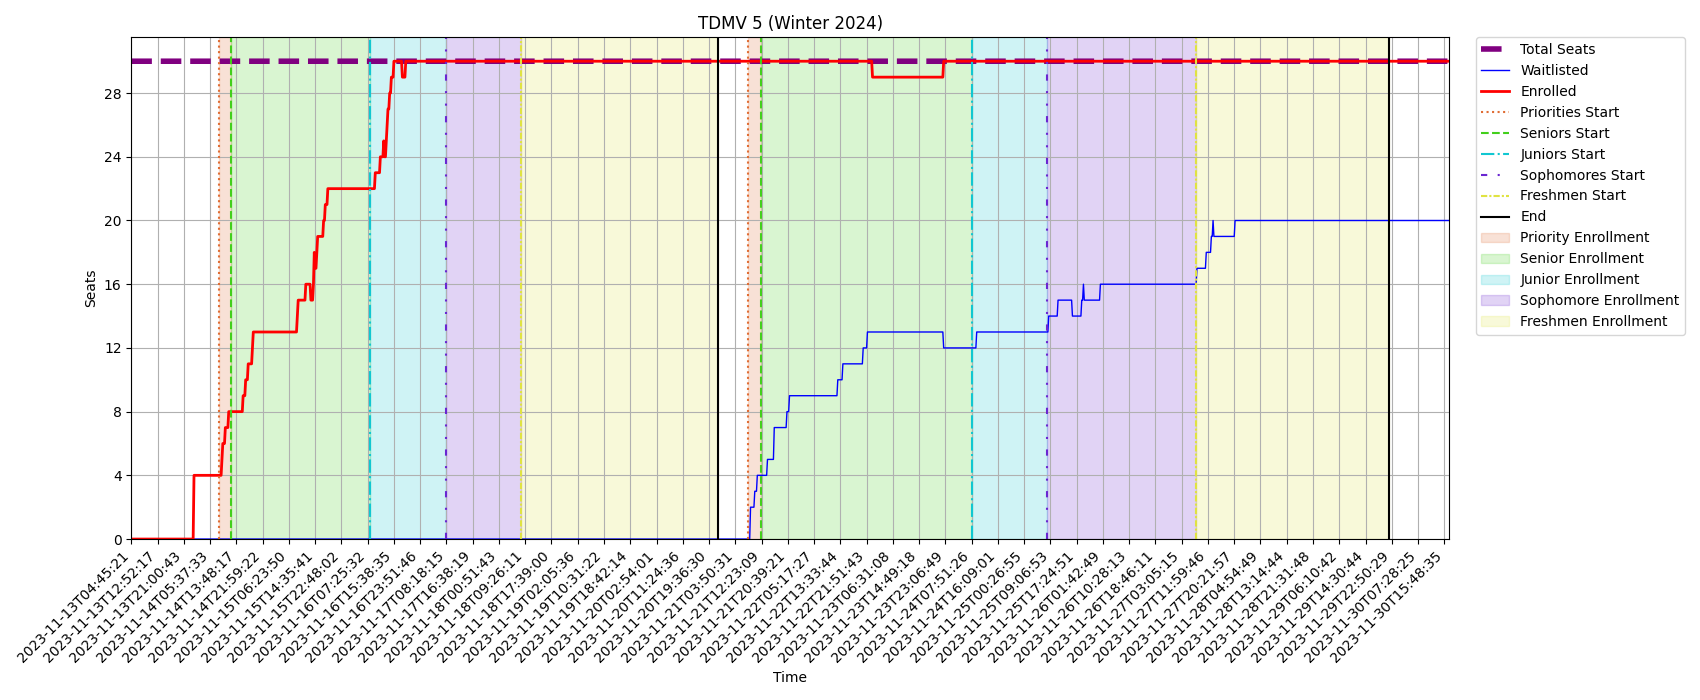 TDMV 5 (Winter 2024)
Seats
28
24
20
16
12
8
4
0
2023-11-13T04:45:21
2023-11-13T12:52:17
2023-11-13T21:00:43
2023-11-14T05:37:33
2023-11-14T13:48:17
2023-11-14T21:59:22
2023-11-15T06:23:50
2023-11-15T14:35:41
2023-11-15T22:48:02
2023-11-16T07:25:32
2023-11-16T15:38:35
2023-11-16T23:51:46
2023-11-17T08:18:15
2023-11-17T16:38:19
2023-11-18T00:51:43
2023-11-18T09:26:11
2023-11-18T17:39:00
2023-11-19T02:05:36
2023-11-19T10:31:22
2023-11-19T18:42:14
2023-11-20T02:54:01
2023-11-20T11:24:36
2023-11-20T19:36:30
2023-11-21T03:50:31
2023-11-21T12:23:09
2023-11-21T20:39:21
2023-11-22T05:17:27
2023-11-22T13:33:44
2023-11-22T21:51:43
2023-11-23T06:31:08
2023-11-23T14:49:18
2023-11-23T23:06:49
2023-11-24T07:51:26
2023-11-24T16:09:01
2023-11-25T00:26:55
2023-11-25T09:06:53
2023-11-25T17:24:51
2023-11-26T01:42:49
2023-11-26T10:28:13
2023-11-26T18:46:11
2023-11-27T03:05:15
2023-11-27T11:59:46
2023-11-27T20:21:57
2023-11-28T04:54:49
2023-11-28T13:14:44
2023-11-28T21:31:48
2023-11-29T06:10:42
2023-11-29T14:30:44
2023-11-29T22:50:29
2023-11-30T07:28:25
2023-11-30T15:48:35
Time
Total Seats
Waitlisted
Enrolled
Priorities Start
Seniors Start
Juniors Start
Sophomores Start
Freshmen Start
End
Priority Enrollment
Senior Enrollment
Junior Enrollment
Sophomore Enrollment
Freshmen Enrollment